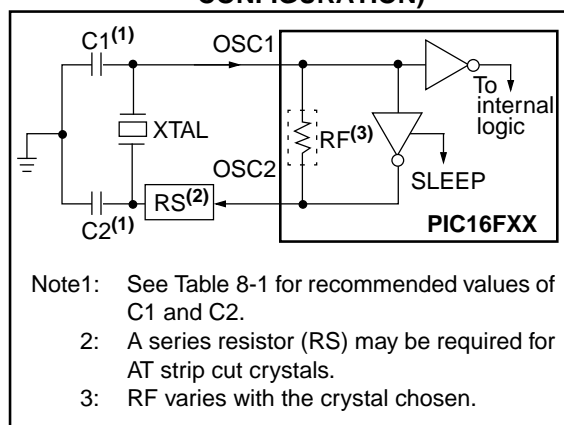 CONFIGURATION)
C1(1)
OSC1
To
internal
logic
XTAL
RF(3)
OSC2
SLEEP
RS(2)
C2(1)
PIC16FXX
Note1: See Table 8-1 for recommended values of
C1 and C2.
2: A series resistor (RS) may be required for
AT strip cut crystals.
3: RF varies with the crystal chosen.